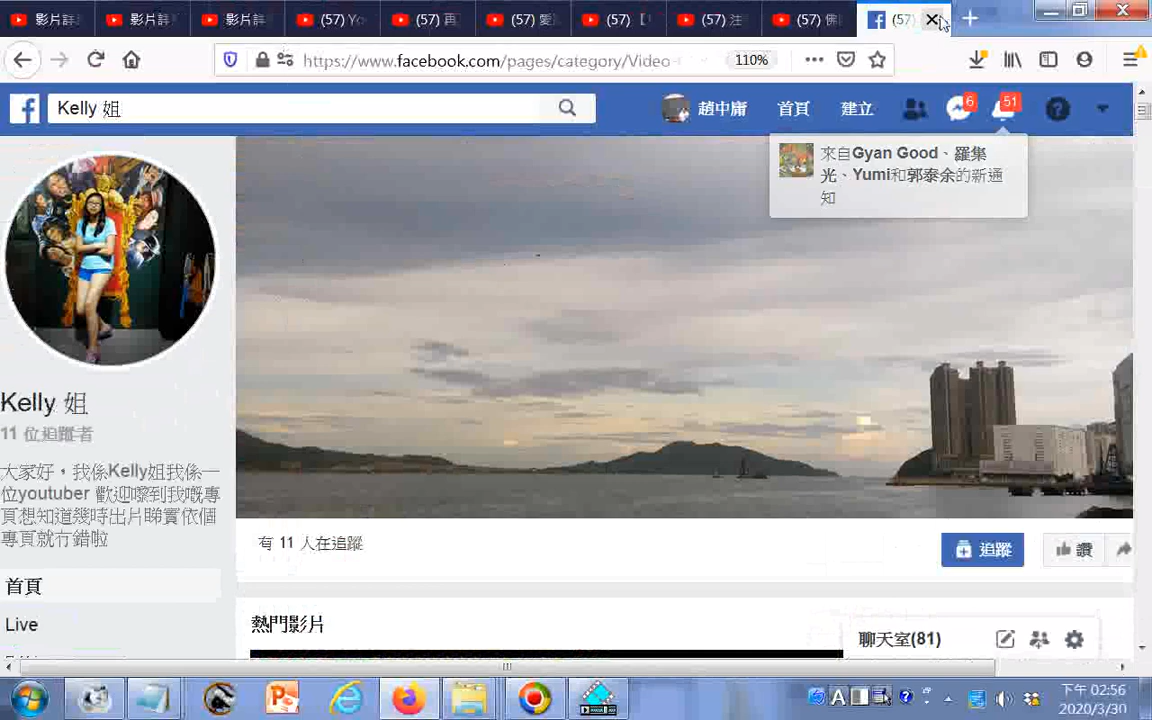 影片詳
影片詳
影片詳
(57) Yo
(57) 再
(57) 愛
(57) 【
(57) 注
(57) 佛
(57)
https://www.facebook.com/pages/category/Video
110%
Kelly 姐
趙中庸
首頁
建立
6
51
來自Gyan Good、羅集
光、Yumi和郭泰余的新通
知
Kelly 姐
11 位追蹤者
大家好，我係Kelly姐我係一
位youtuber 歡迎嚟到我嘅專
頁想知道幾時出片睇實依個
專頁就冇錯啦
首頁
Live
有 11 人在追蹤
追蹤
讚
熱門影片
聊天室(81)
下午 02:56
2020/3/30